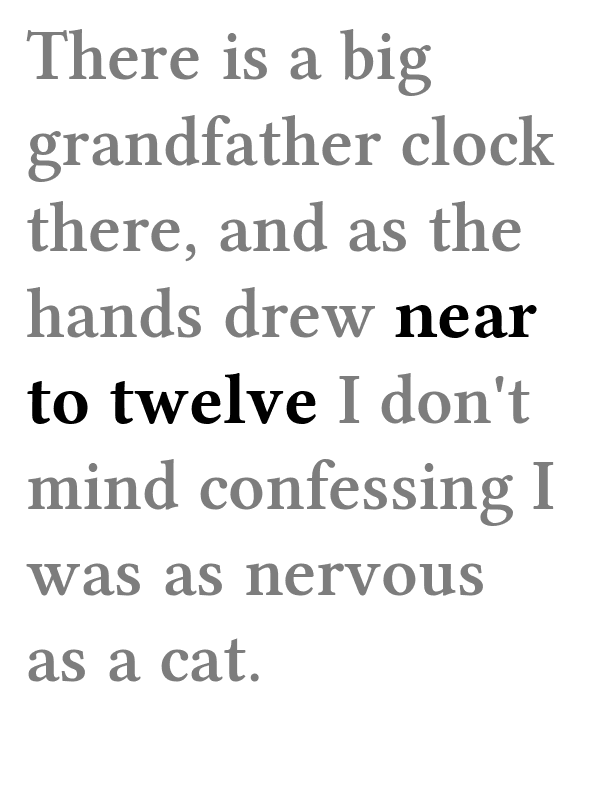 There is a big
grandfather clock
there, and as the
hands drew near
to twelve I don't
mind confessing I
was as nervous
as a cat.